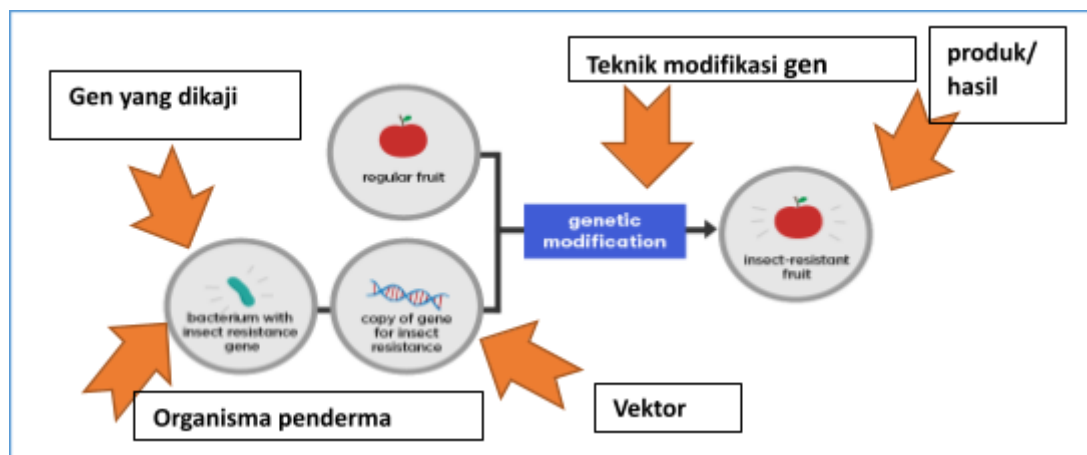 Teknik modifikasi gen
produk/
hasil
Gen yang dikaji
regular fruit
genetic
modification
insect-resistant
fruit
bacterium with
insect resistance
gene
copy of gene
for insect
resistance
Organisma penderma
Vektor